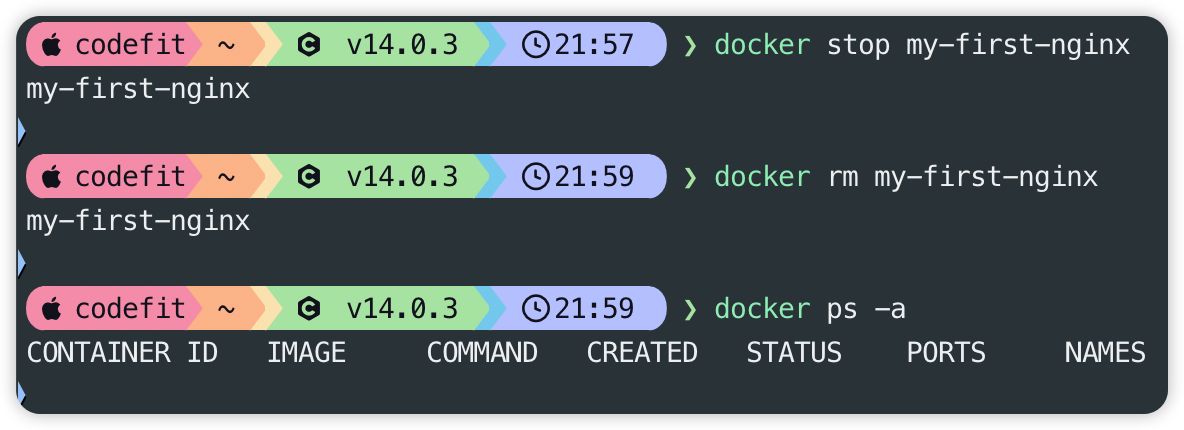 codefit ~ v14.0.3 21:57 ❯ docker stop my-first-nginx
my-first-nginx
codefit ~ v14.0.3 21:59 ❯ docker rm my-first-nginx
my-first-nginx
codefit ~ v14.0.3 21:59 ❯ docker ps -a
CONTAINER ID IMAGE COMMAND CREATED STATUS PORTS NAMES